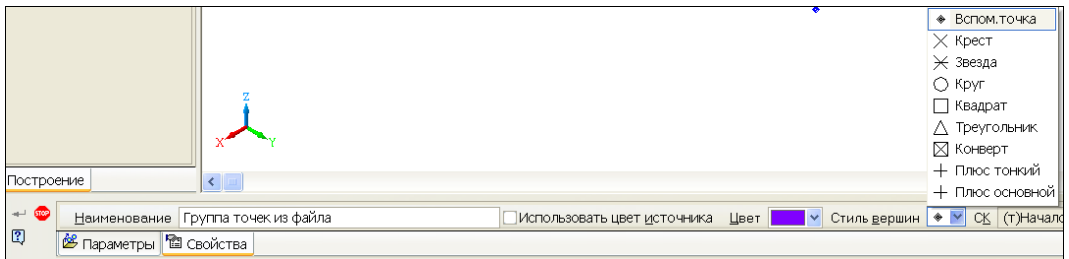 Вспом.точка
Крест
Звезда
Круг
Квадрат
Треугольник
Конверт
Плюс тонкий
Плюс основной
Z
X Y
Построение
STOP Наименование Группа точек из файла Использовать цвет источника Цвет Стиль вершин СК (т)Начало
Параметры Свойства